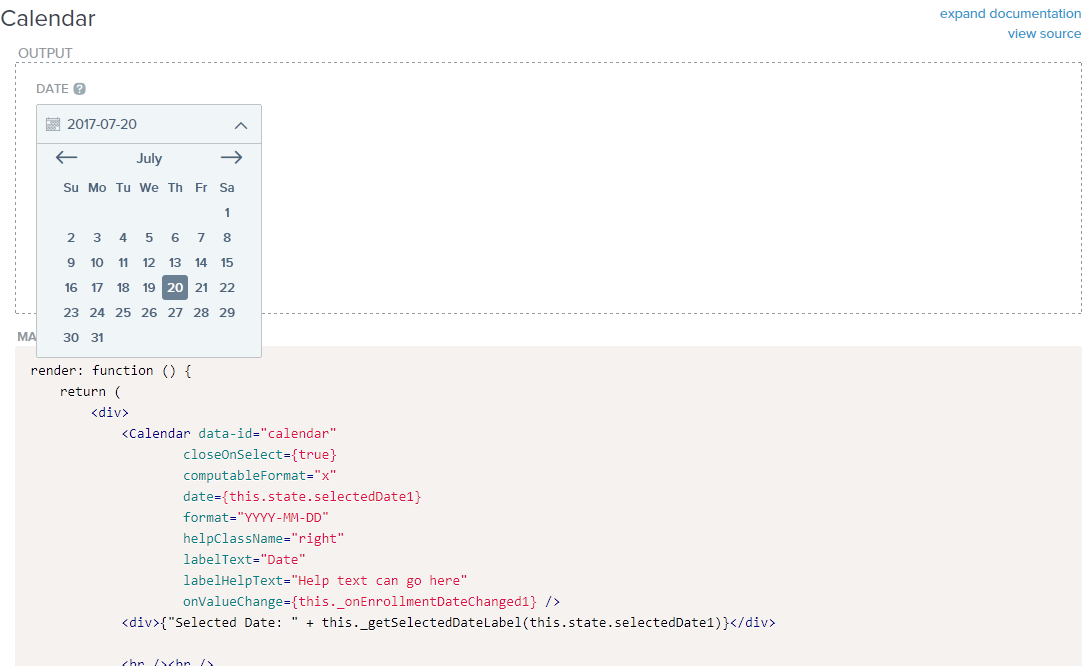 Calendar
expand documentation
view source
OUTPUT
DATE ?
2017-07-20
July
Su Mo Tu We Th Fr Sa
1
2 3 4 5 6 7 8
9 10 11 12 13 14 15
16 17 18 19 20 21 22
23 24 25 26 27 28 29
30 31
MA
render: function () {
    return (
        <div>
            <Calendar data-id="calendar"
                    closeOnSelect={true}
                    computableFormat="x"
                    date={this.state.selectedDate1}
                    format="YYYY-MM-DD"
                    helpClassName="right"
                    labelText="Date"
                    labelHelpText="Help text can go here"
                    onValueChange={this._onEnrollmentDateChanged1} />
            <div>{"Selected Date: " + this._getSelectedDateLabel(this.state.selectedDate1)}</div>
            <br /><br />